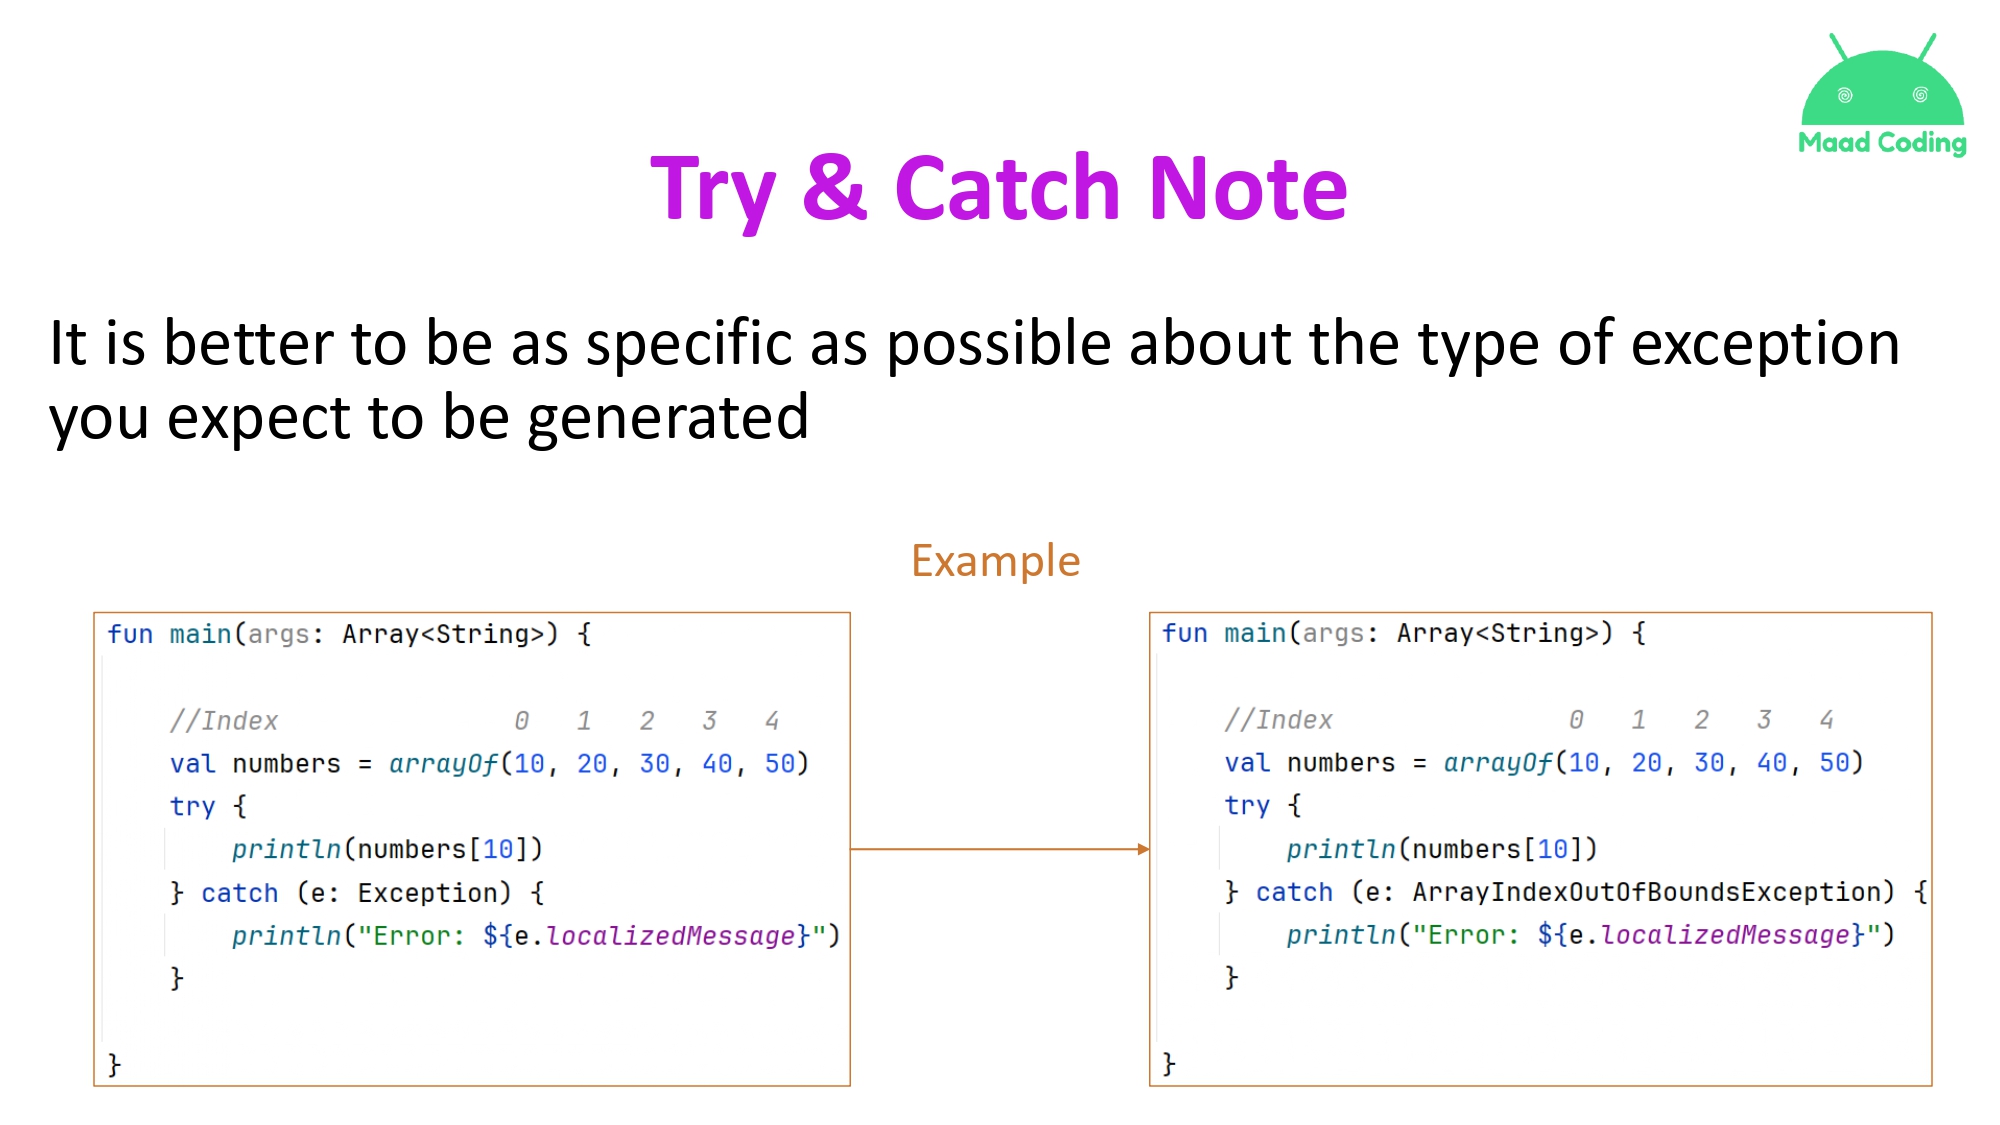 Maad Coding
Try & Catch Note
It is better to be as specific as possible about the type of exception
you expect to be generated
Example
fun main(args: Array<String>) {
//Index 0 1 2 3 4
val numbers = arrayOf(10, 20, 30, 40, 50)
try {
println(numbers[10])
} catch (e: Exception) {
println("Error: ${e.localizedMessage}")
}
}
fun main(args: Array<String>) {
//Index 0 1 2 3 4
val numbers = arrayOf(10, 20, 30, 40, 50)
try {
println(numbers[10])
} catch (e: ArrayIndexOutOfBoundsException) {
println("Error: ${e.localizedMessage}")
}
}